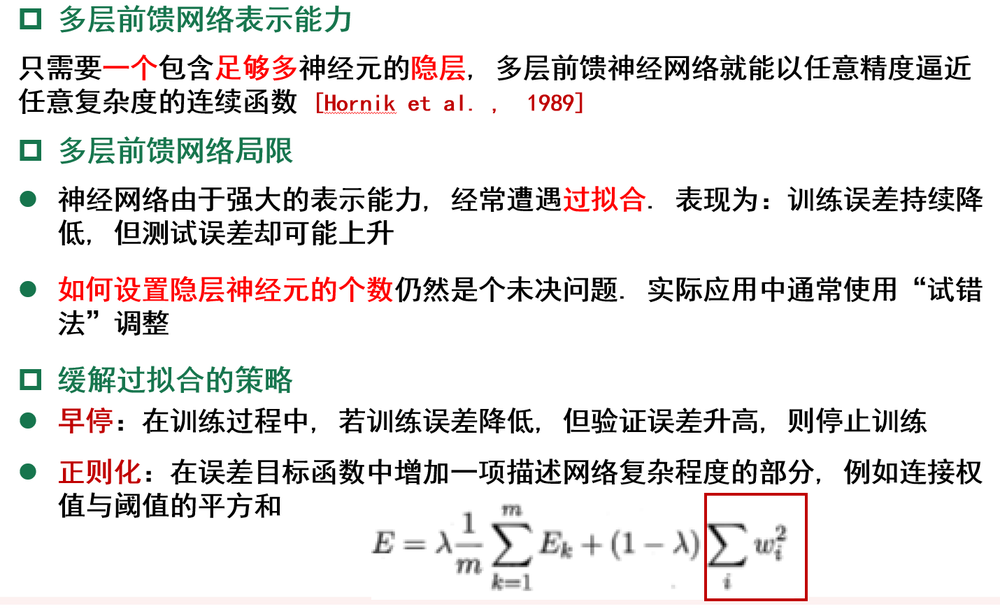 多层前馈网络表示能力
只需要一个包含足够多神经元的隐层，多层前馈神经网络就能以任意精度逼近
任意复杂度的连续函数 [Hornik et al. ， 1989]
多层前馈网络局限
神经网络由于强大的表示能力，经常遭遇过拟合．表现为：训练误差持续降
低，但测试误差却可能上升
如何设置隐层神经元的个数仍然是个未决问题．实际应用中通常使用“试错
法”调整
缓解过拟合的策略
早停：在训练过程中，若训练误差降低，但验证误差升高，则停止训练
正则化：在误差目标函数中增加一项描述网络复杂程度的部分，例如连接权
值与阈值的平方和
E = λ \frac{1}{m} \sum_{k=1}^{m} E_k + (1 − λ) \sum_{i} w_i^2